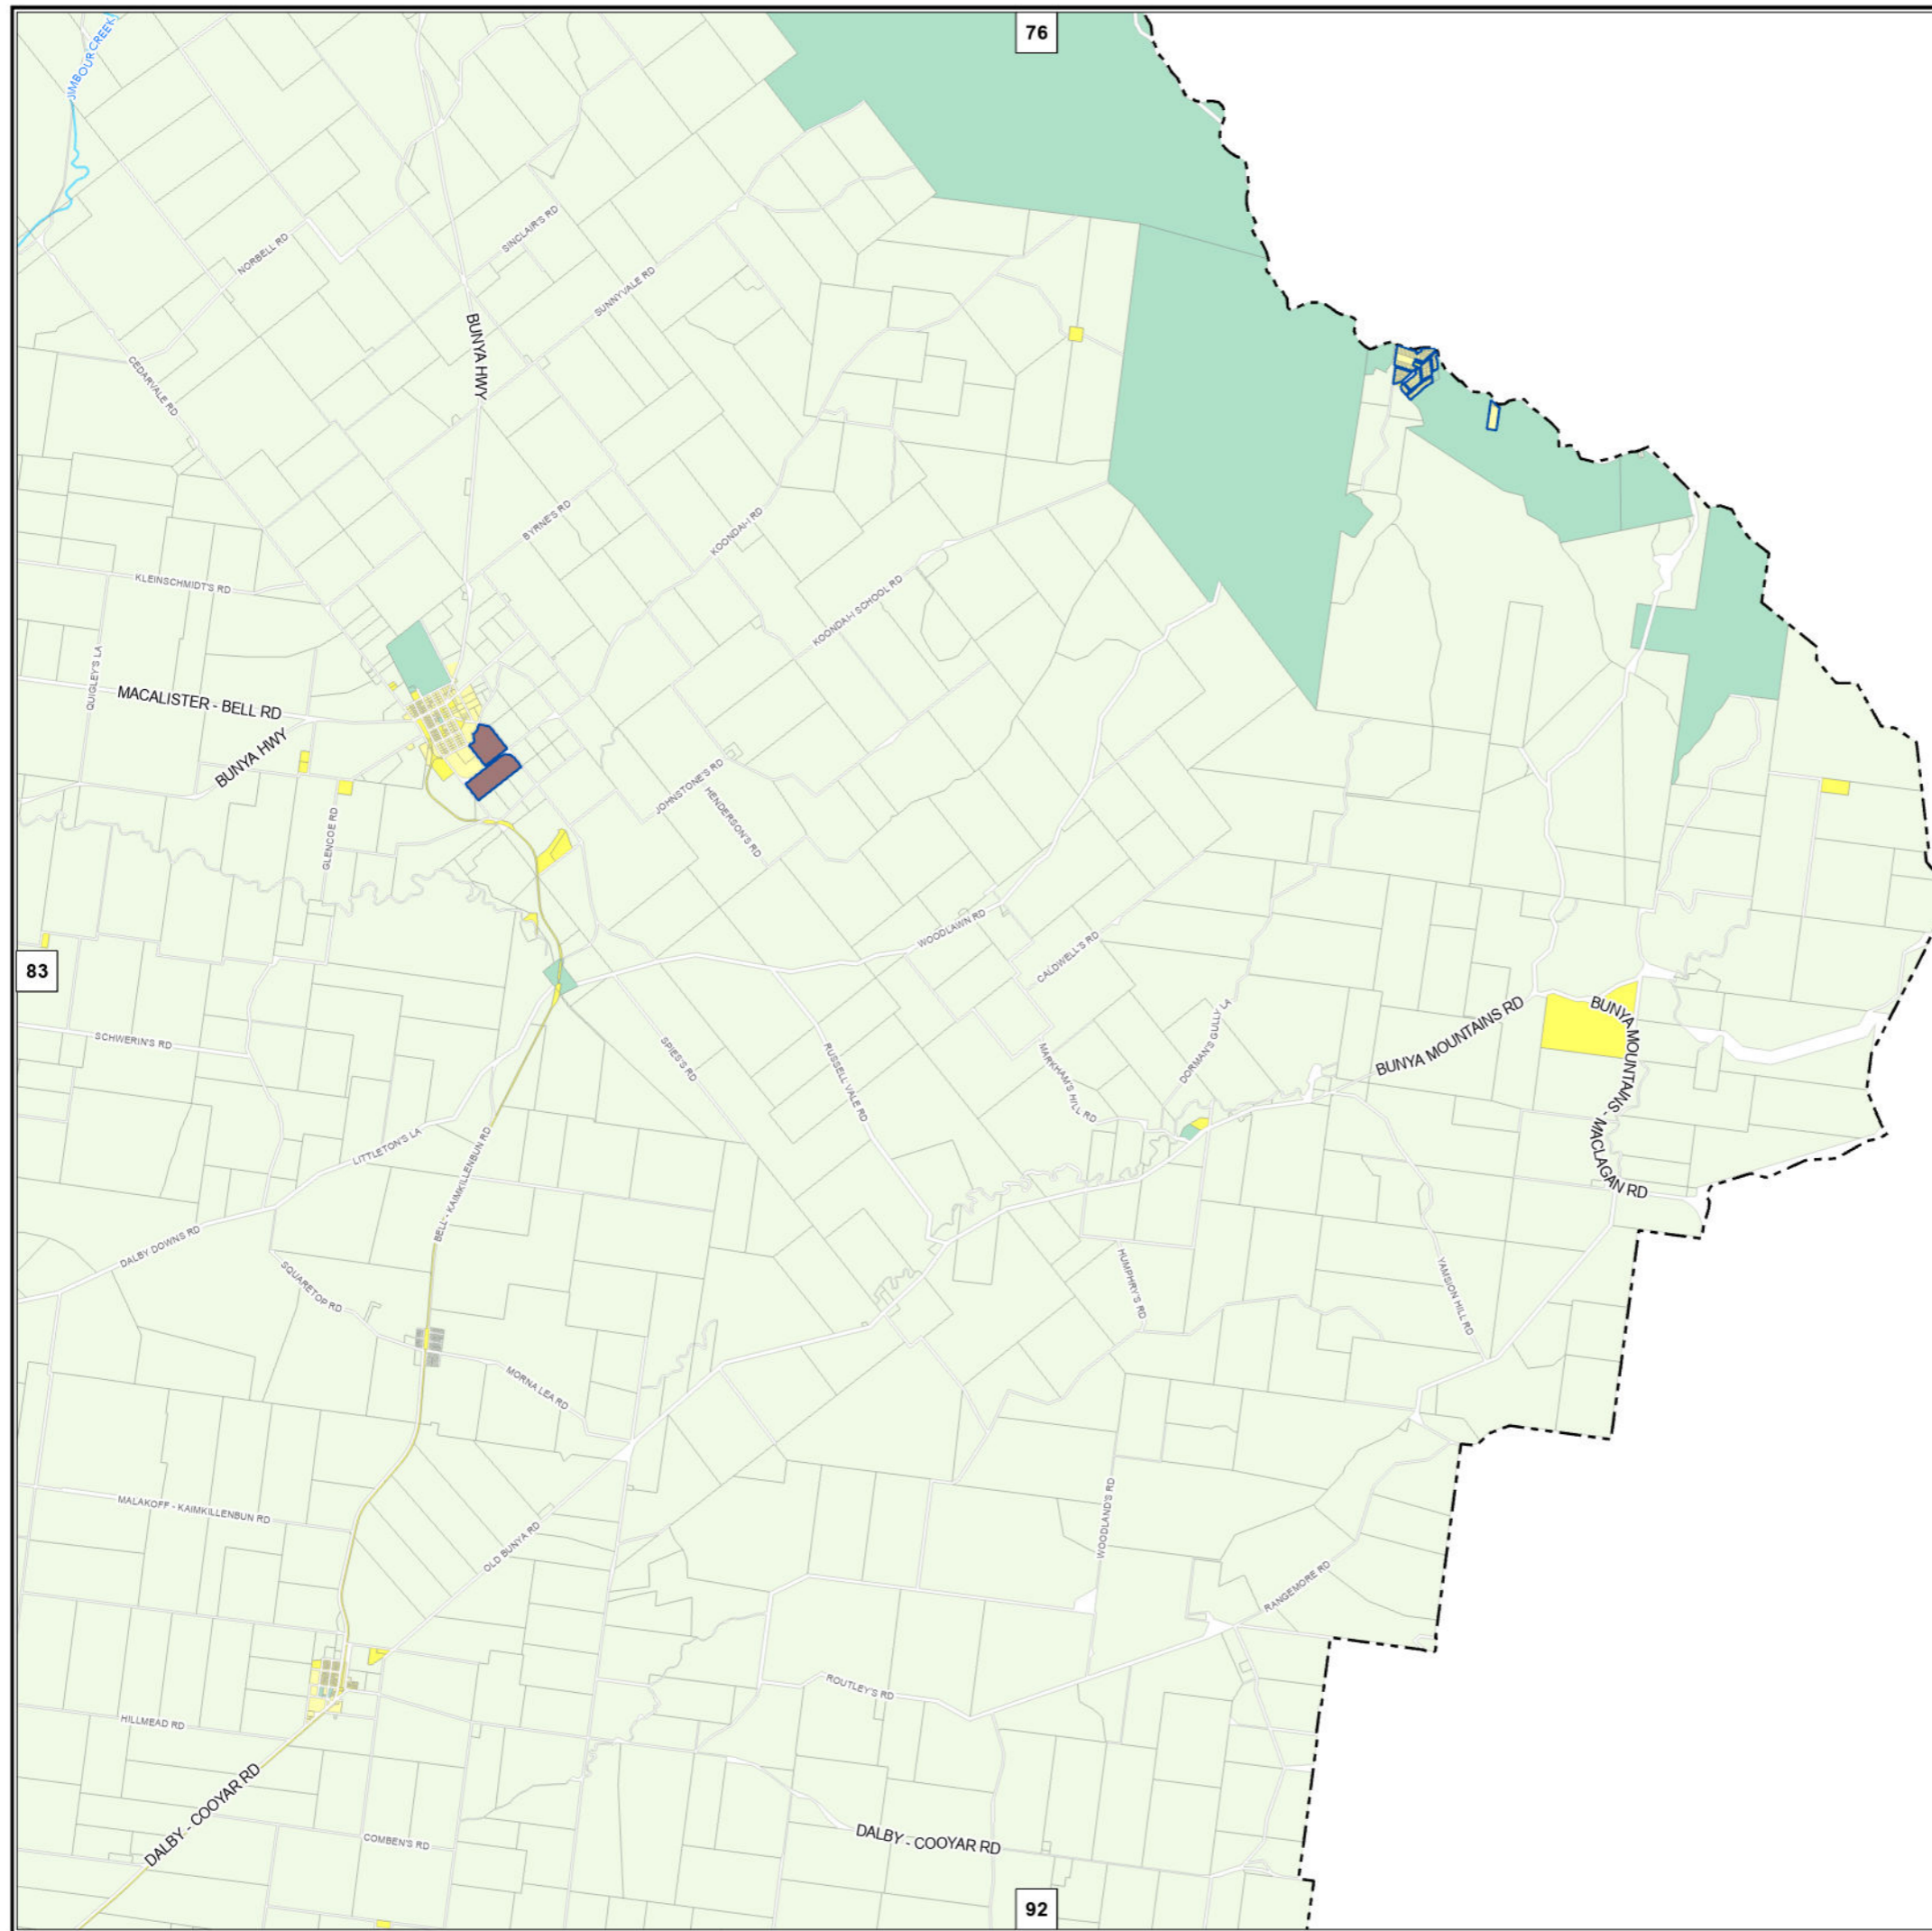 76
JIMBOUR CREEK
NORBELL RD
SINCLAIR'S RD
SUNNYVALE RD
BUNYA HWY
CEDARVALE RD
BYRNE'S RD
KOONDAI-I RD
KLEINSCHMIDT'S RD
KOONDAI-I SCHOOL RD
QUIGLEY'S LA
MACALISTER - BELL RD
BUNYA HWY
JOHNSTONE'S RD
HENDERSON'S RD
GLENCOE RD
WOODLAWN RD
CALDWELL'S RD
83
SCHWERIN'S RD
SPIES'S RD
RUSSELL VALE RD
MARKHAM'S HILL RD
DORMAN'S GULLY LA
BUNYA MOUNTAINS RD
BUNYA MOUNTAINS - MACLAGAN RD
LITTLETON'S LA
BELL - KAIMKILLENBUN RD
DALBY DOWNS RD
SQUARETOP RD
HUMPHRY'S RD
YAMSION HILL RD
MORNA LEA RD
MALAKOFF - KAIMKILLENBUN RD
OLD BUNYA RD
WOODLAND'S RD
RANGEMORE RD
ROUTLEY'S RD
HILLMEAD RD
DALBY - COOYAR RD
COMBEN'S RD
DALBY - COOYAR RD
92